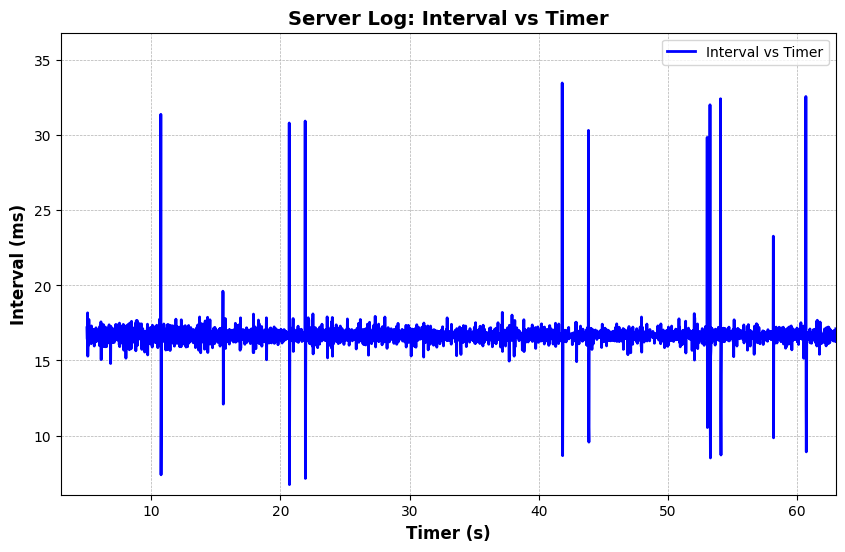 Server Log: Interval vs Timer
Interval vs Timer
35
30
25
20
15
10
Interval (ms)
10 20 30 40 50 60
Timer (s)